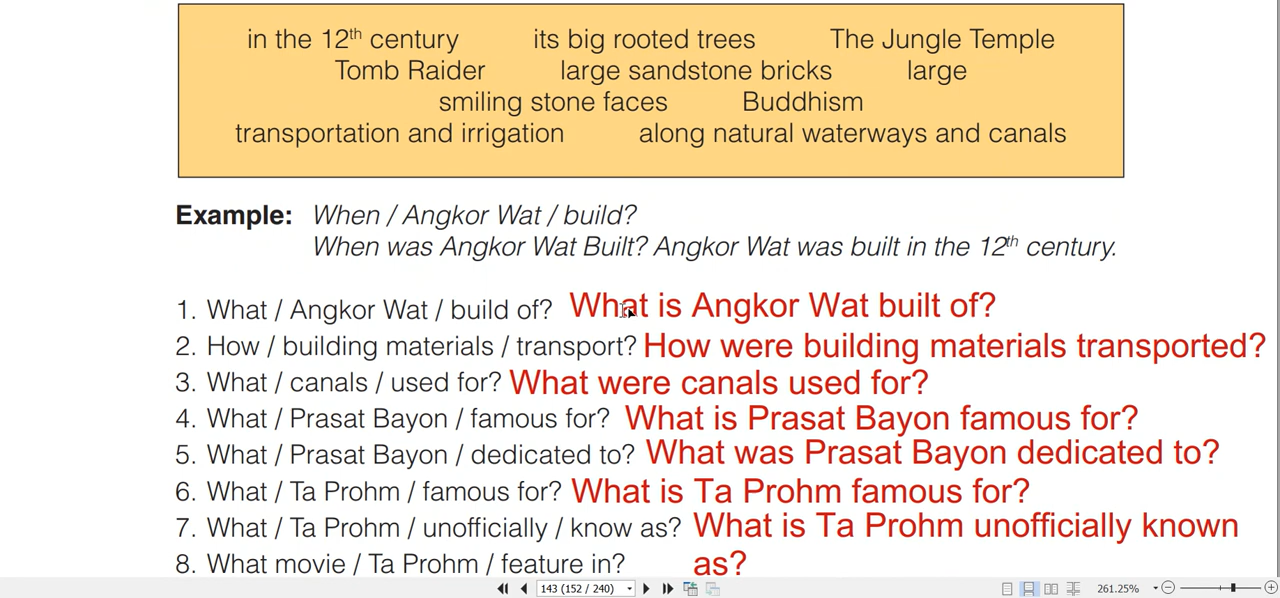 in the 12th century its big rooted trees The Jungle Temple
Tomb Raider large sandstone bricks large
smiling stone faces Buddhism
transportation and irrigation along natural waterways and canals
Example: When / Angkor Wat / build?
When was Angkor Wat Built? Angkor Wat was built in the 12th century.
1. What / Angkor Wat / build of? What is Angkor Wat built of?
2. How / building materials / transport? How were building materials transported?
3. What / canals / used for? What were canals used for?
4. What / Prasat Bayon / famous for? What is Prasat Bayon famous for?
5. What / Prasat Bayon / dedicated to? What was Prasat Bayon dedicated to?
6. What / Ta Prohm / famous for? What is Ta Prohm famous for?
7. What / Ta Prohm / unofficially / know as? What is Ta Prohm unofficially known
8. What movie / Ta Prohm / feature in? as?
143 (152 / 240) 261.25%